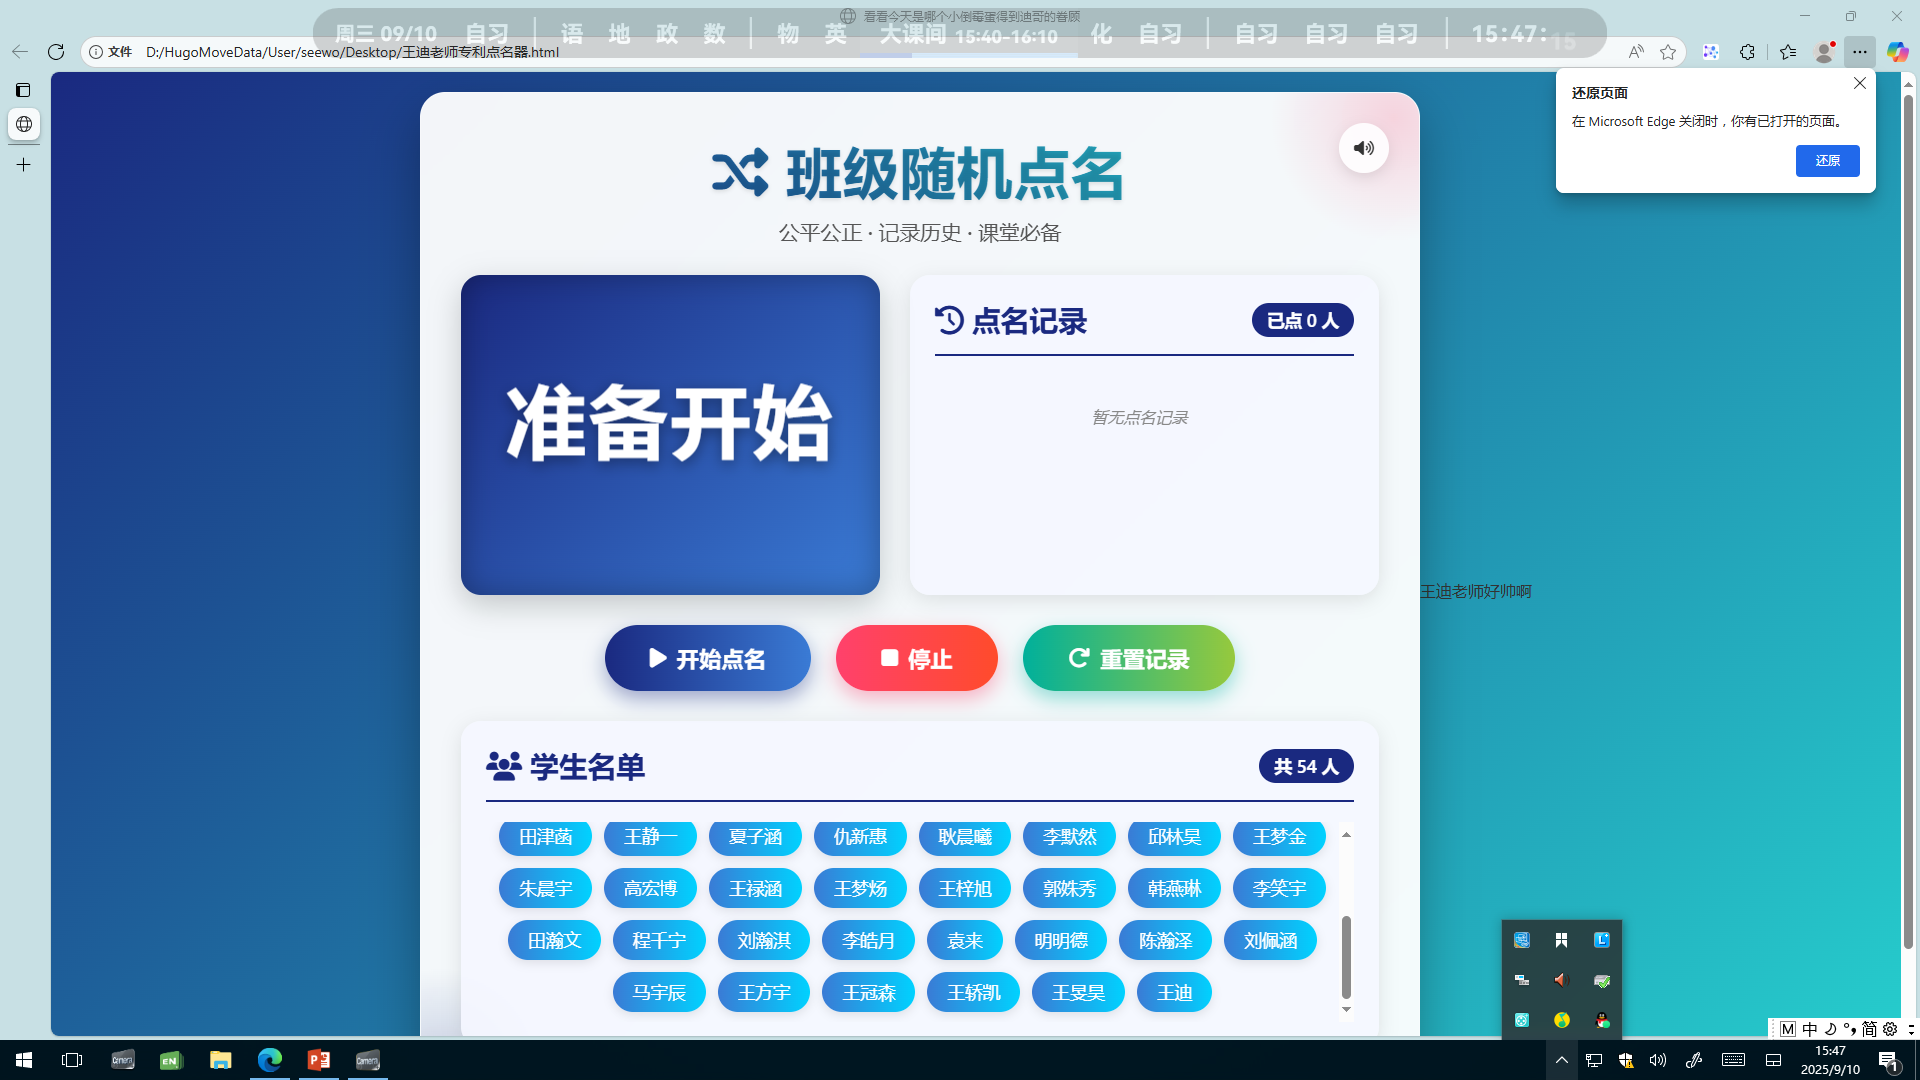 看看今天是哪个小倒霉蛋得到迪哥的眷顾
周三 09/10 自习 语 地 政 数 物 英 大课间 15:40-16:10 化 自习 自习 自习 自习 15:47:15
文件 D:/HugoMoveData/User/seewo/Desktop/王迪老师专利点名器.html
还原页面
在 Microsoft Edge 关闭时，你有已打开的页面。
还原
班级随机点名
公平公正 · 记录历史 · 课堂必备
准备开始
点名记录
已点 0 人
暂无点名记录
王迪老师好帅啊
开始点名 停止 重置记录
学生名单
共 54 人
田津菡 王静一 夏子涵 仇新惠 耿晨曦 李默然 邱林昊 王梦金
朱晨宇 高宏博 王禄涵 王梦炀 王梓旭 郭姝秀 韩燕琳 李笑宇
田瀚文 程千宁 刘瀚淇 李皓月 袁来 明明德 陈瀚泽 刘佩涵
马宇辰 王方宇 王冠森 王轿凯 王旻昊 王迪
M 中 简
Camera EN Camera
15:47
2025/9/10
1